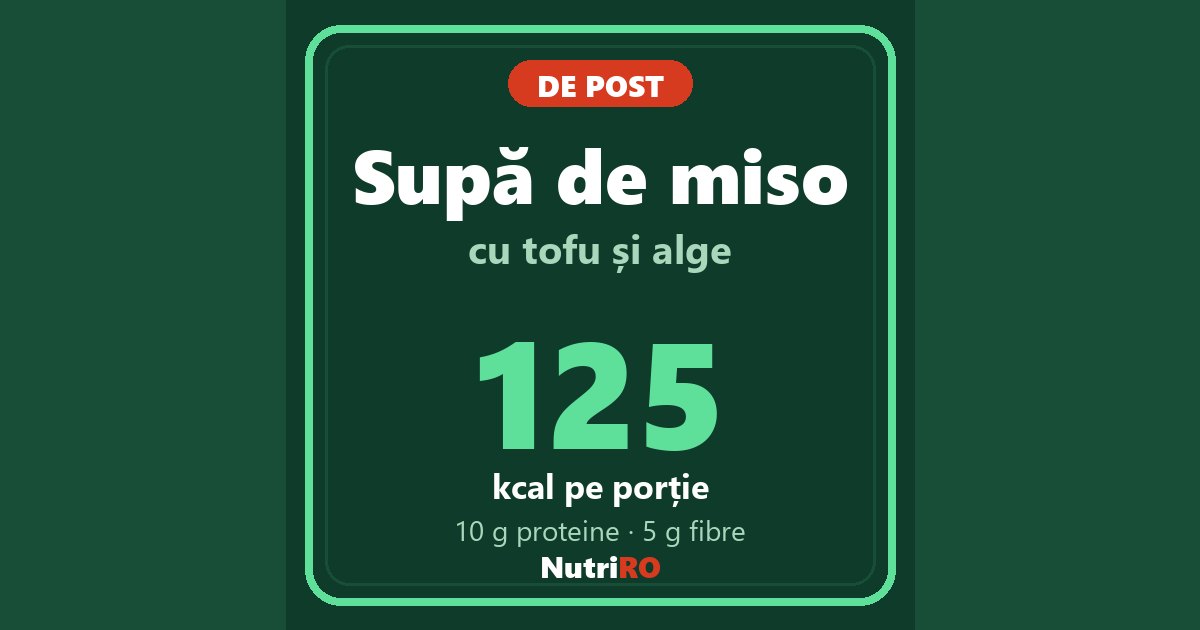 DE POST
Supă de miso
cu tofu și alge
125
kcal pe porție
10 g proteine · 5 g fibre
NutriRO